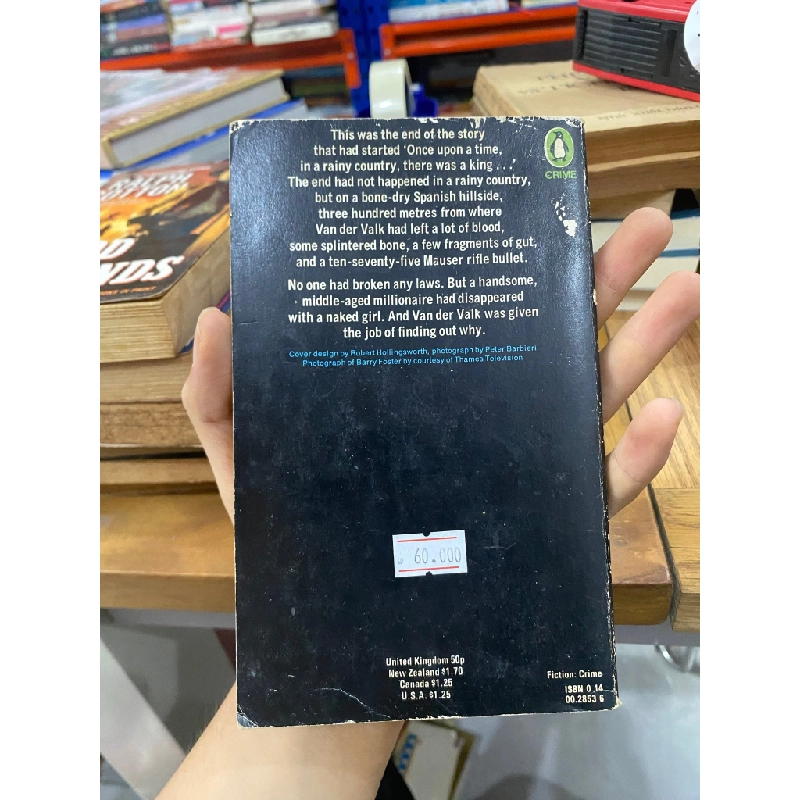 This was the end of the story
that had started 'Once upon a time,
in a rainy country, there was a king . . .'
The end had not happened in a rainy country,
but on a bone-dry Spanish hillside,
three hundred metres from where
Van der Valk had left a lot of blood,
some splintered bone, a few fragments of gut,
and a ten-seventy-five Mauser rifle bullet.
No one had broken any laws. But a handsome,
middle-aged millionaire had disappeared
with a naked girl. And Van der Valk was given
the job of finding out why.
Cover design by Robert Hollingsworth, photograph by Peter Barbieri
Photograph of Barry Foster by courtesy of Thames Television
CRIME
RALPH
60.000
United Kingdom 50p
New Zealand $1.70
Canada $1.25
U.S.A. $1.25
Fiction: Crime
ISBN 0 14
00.2853 6